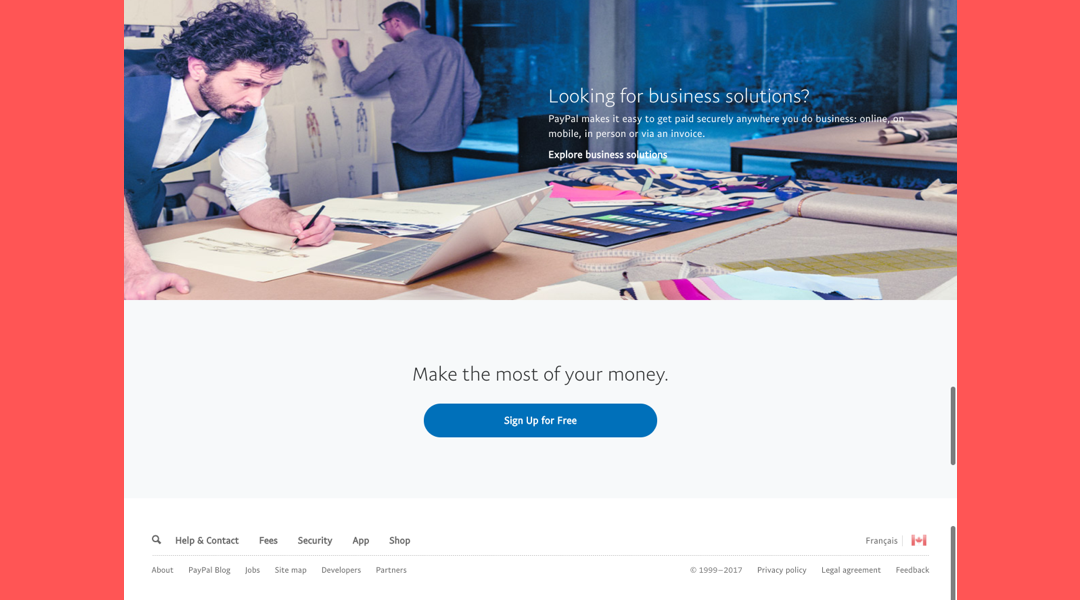 Looking for business solutions?
PayPal makes it easy to get paid securely anywhere you do business: online, on
mobile, in person or via an invoice.
Explore business solutions
Make the most of your money.
Sign Up for Free
Help & Contact Fees Security App Shop Français
About PayPal Blog Jobs Site map Developers Partners © 1999–2017 Privacy policy Legal agreement Feedback